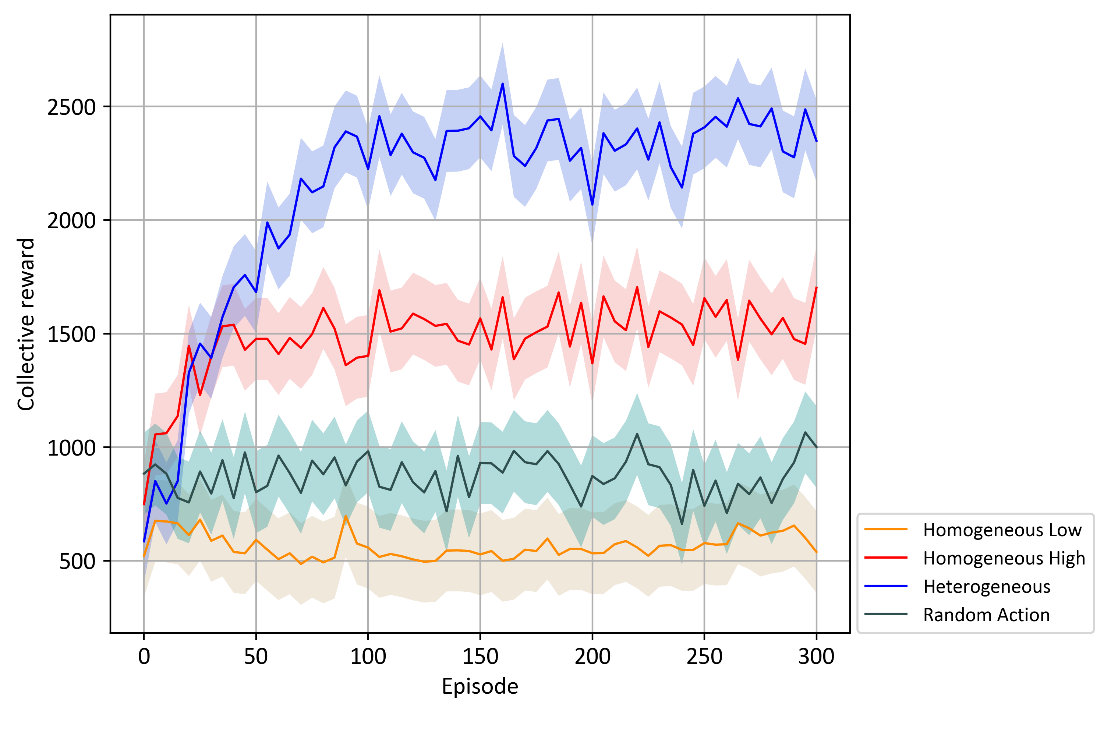 Collective reward
2500
2000
1500
1000
500
0 50 100 150 200 250 300
Episode
Homogeneous Low
Homogeneous High
Heterogeneous
Random Action